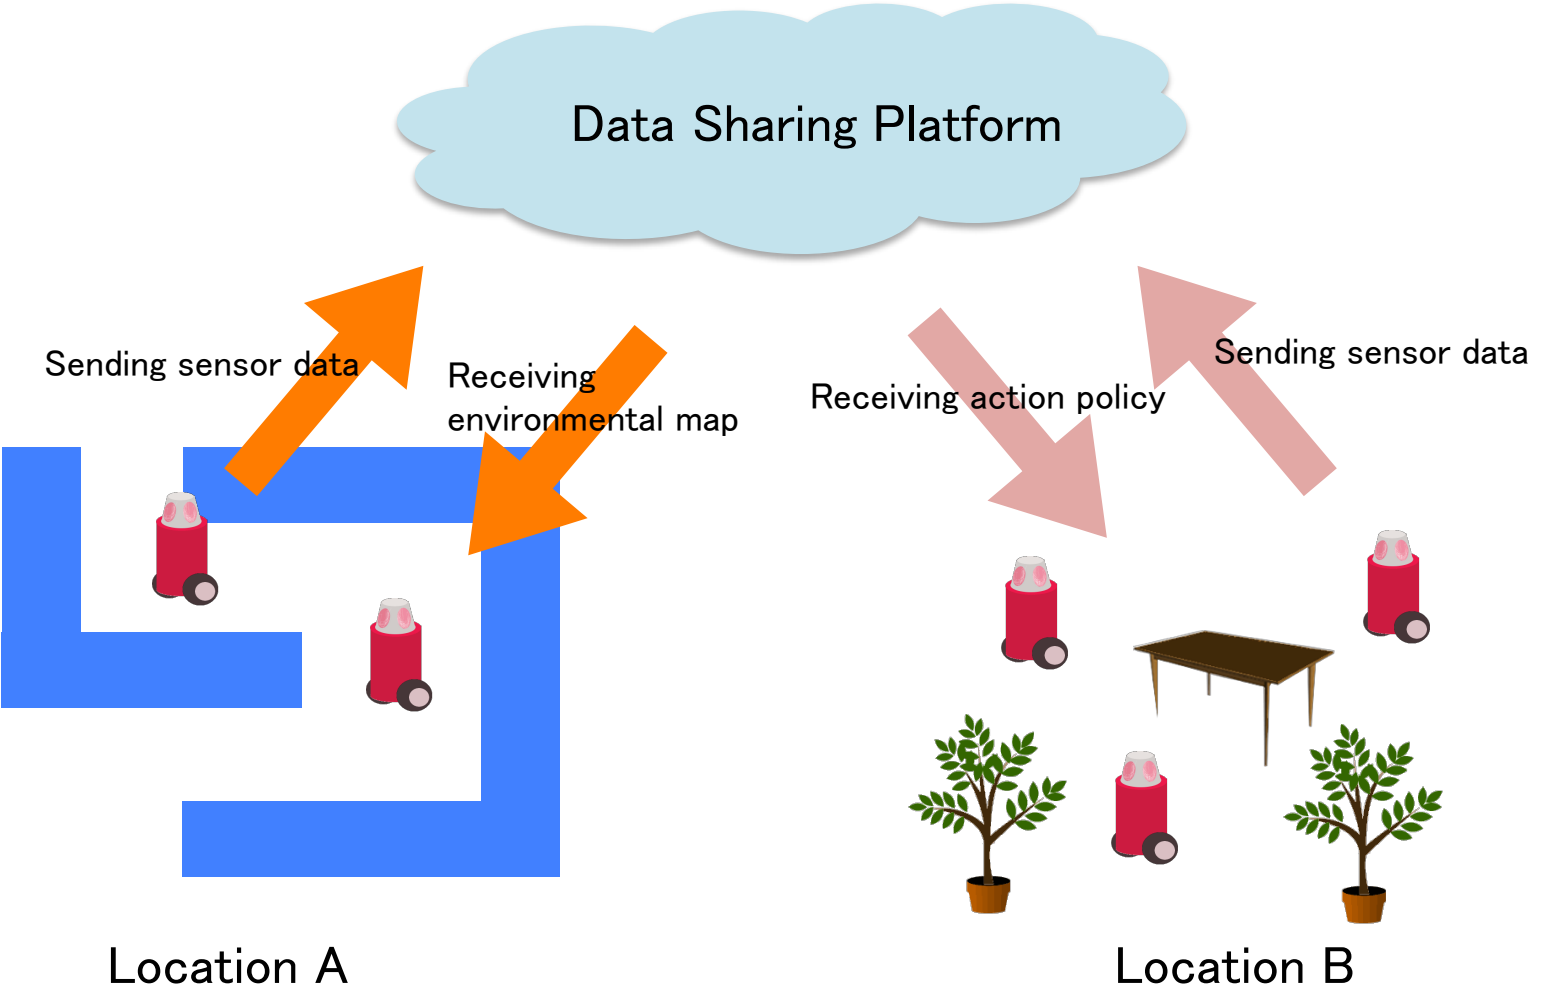 Data Sharing Platform
Sending sensor data
Receiving
environmental map
Receiving action policy
Sending sensor data
Location A
Location B